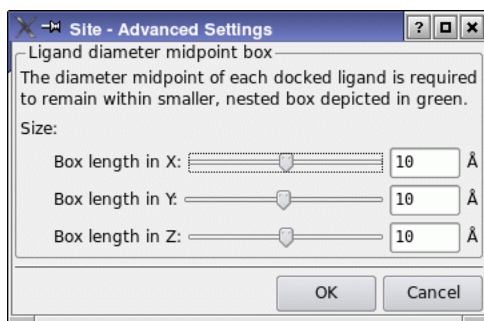 Site - Advanced Settings ?
Ligand diameter midpoint box
The diameter midpoint of each docked ligand is required
to remain within smaller, nested box depicted in green.
Size:
Box length in X: 10 Å
Box length in Y: 10 Å
Box length in Z: 10 Å
OK Cancel